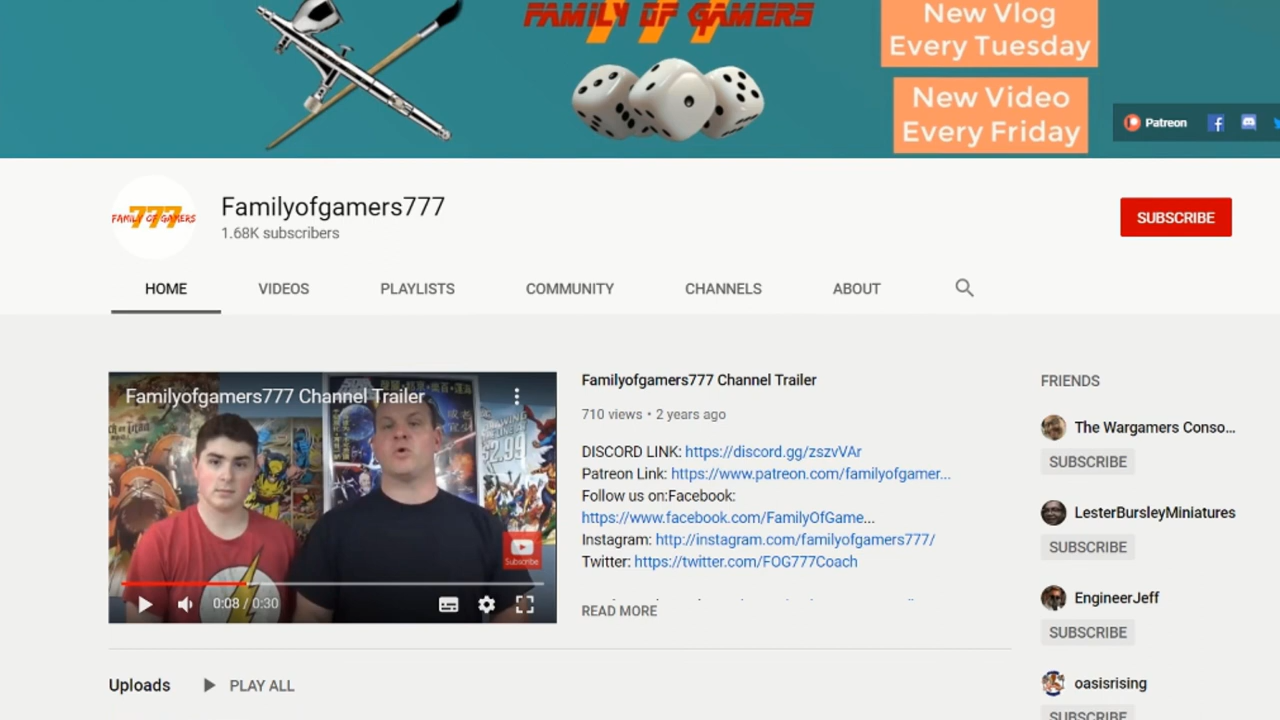 FAMILY OF GAMERS
777
New Vlog
Every Tuesday
New Video
Every Friday
Patreon
FAMILY OF GAMERS
777
Familyofgamers777
1.68K subscribers
SUBSCRIBE
HOME VIDEOS PLAYLISTS COMMUNITY CHANNELS ABOUT
Familyofgamers777 Channel Trailer
$2.99
Subscribe
0:08 / 0:30
Familyofgamers777 Channel Trailer
710 views • 2 years ago
DISCORD LINK: https://discord.gg/zszvVAr
Patreon Link: https://www.patreon.com/familyofgamer...
Follow us on:Facebook:
https://www.facebook.com/FamilyOfGame...
Instagram: http://instagram.com/familyofgamers777/
Twitter: https://twitter.com/FOG777Coach
READ MORE
FRIENDS
The Wargamers Conso...
SUBSCRIBE
LesterBursleyMiniatures
SUBSCRIBE
EngineerJeff
SUBSCRIBE
oasisrising
SUBSCRIBE
Uploads PLAY ALL